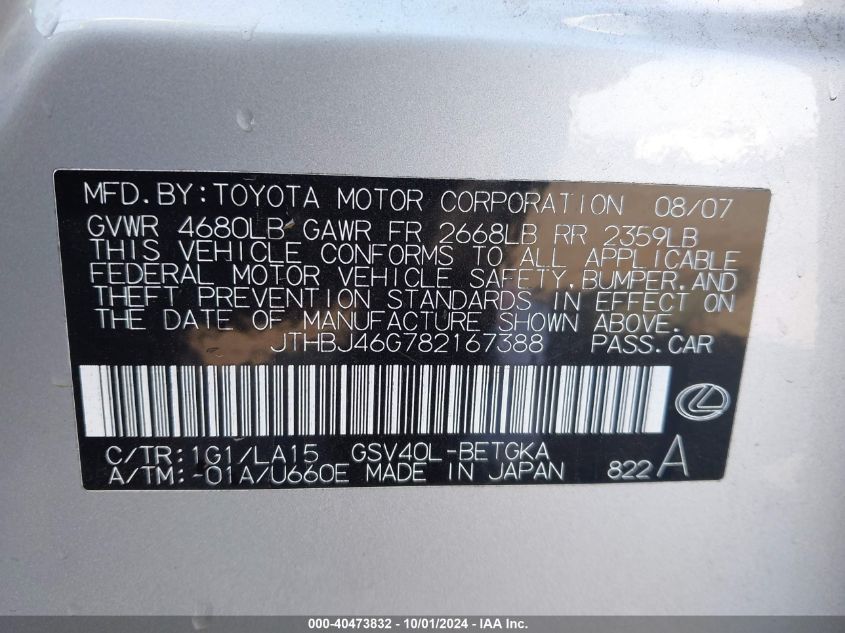 MFD.BY:TOYOTA MOTOR CORPORATION 08/07
GVWR 4680LB GAWR FR 2668LB RR 2359LB
THIS VEHICLE CONFORMS TO ALL APPLICABLE
FEDERAL MOTOR VEHICLE SAFETY,BUMPER,AND
THEFT PREVENTION STANDARDS IN EFFECT ON
THE DATE OF MANUFACTURE SHOWN ABOVE.
JTHBJ46G782167388 PASS.CAR
C/TR:1G1/LA15 GSV40L-BETGKA
A/TM:-01A/U660E MADE IN JAPAN 822A
000-40473832 - 10/01/2024 - IAA Inc.